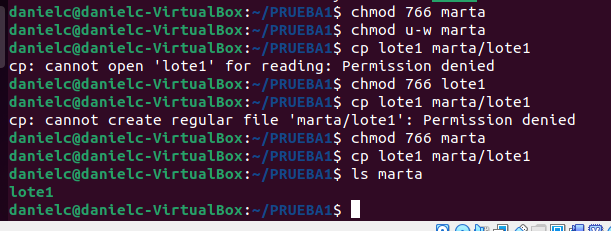 danielc@danielc-VirtualBox:~/PRUEBA1$ chmod 766 marta
danielc@danielc-VirtualBox:~/PRUEBA1$ chmod u-w marta
danielc@danielc-VirtualBox:~/PRUEBA1$ cp lote1 marta/lote1
cp: cannot open 'lote1' for reading: Permission denied
danielc@danielc-VirtualBox:~/PRUEBA1$ chmod 766 lote1
danielc@danielc-VirtualBox:~/PRUEBA1$ cp lote1 marta/lote1
cp: cannot create regular file 'marta/lote1': Permission denied
danielc@danielc-VirtualBox:~/PRUEBA1$ chmod 766 marta
danielc@danielc-VirtualBox:~/PRUEBA1$ cp lote1 marta/lote1
danielc@danielc-VirtualBox:~/PRUEBA1$ ls marta
lote1
danielc@danielc-VirtualBox:~/PRUEBA1$